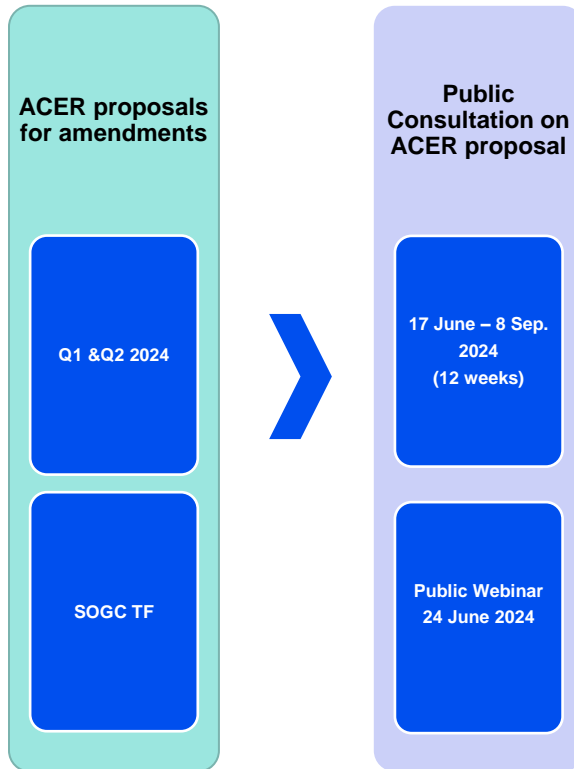 ACER proposals
for amendments
Q1 &Q2 2024
SOGC TF
Public
Consultation on
ACER proposal
17 June – 8 Sep.
2024
(12 weeks)
Public Webinar
24 June 2024